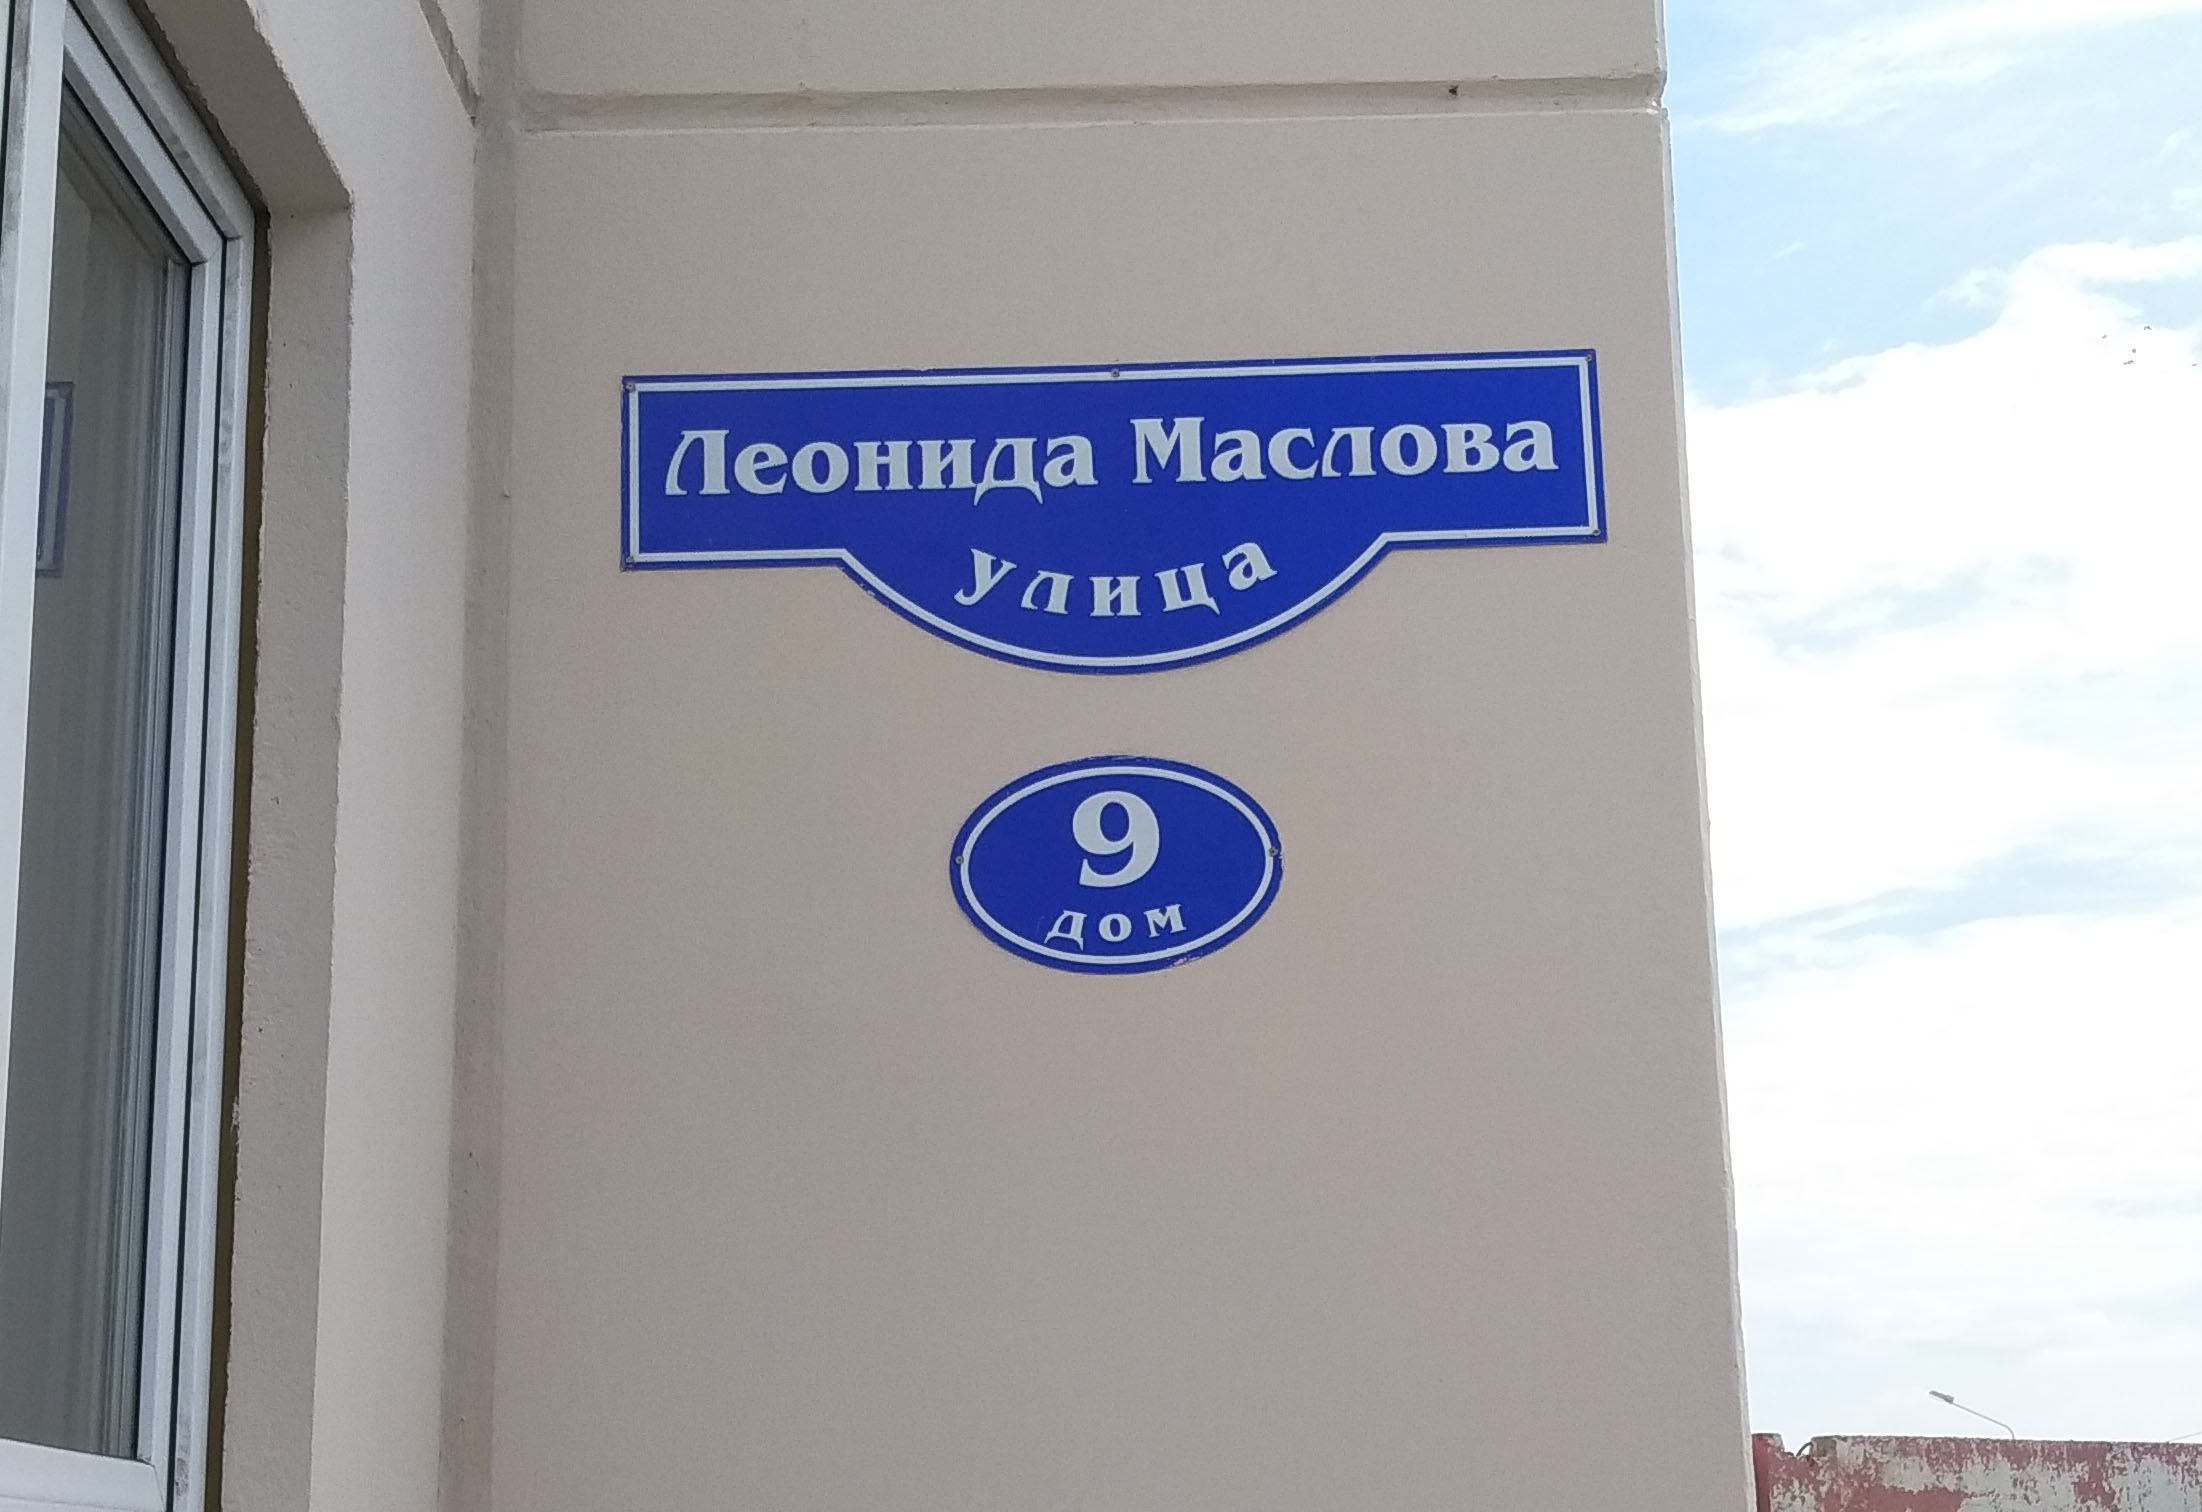 Леонида Маслова
улица
9
дом